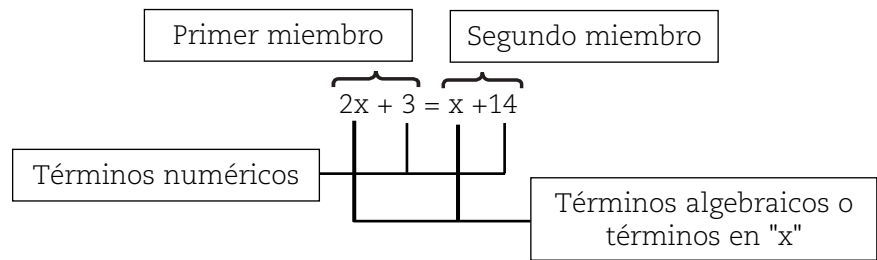 Primer miembro
Segundo miembro
2x + 3 = x +14
Términos numéricos
Términos algebraicos o
términos en "x"